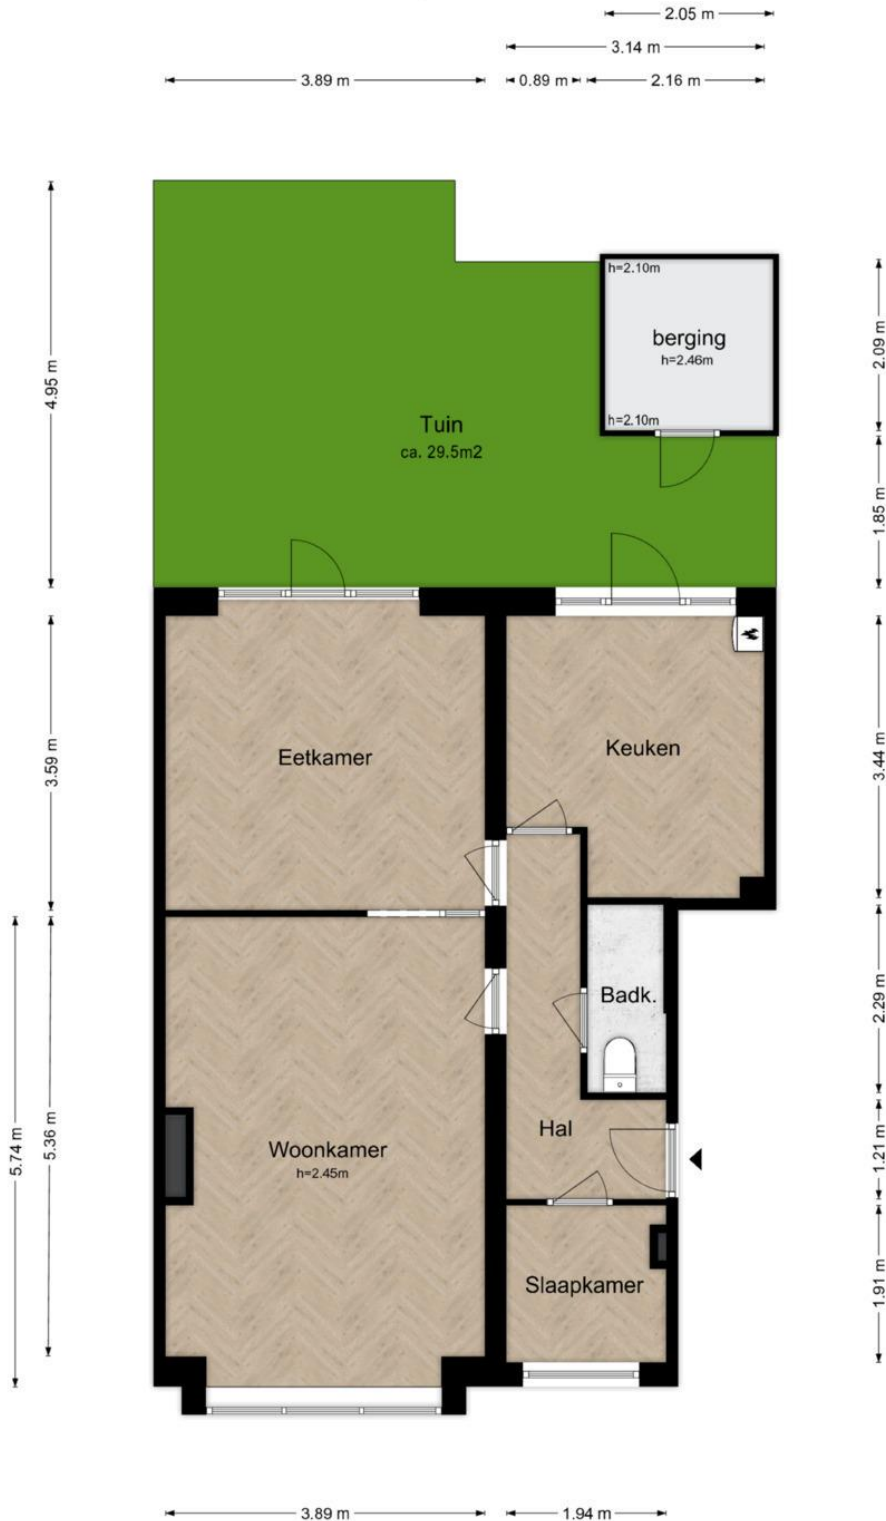 2.05 m
3.14 m
3.89 m
0.89 m
2.16 m
h=2.10m
berging
h=2.46m
h=2.10m
2.09 m
4.95 m
Tuin
ca. 29.5m2
1.85 m
3.59 m
Eetkamer
Keuken
3.44 m
Badk.
2.29 m
5.74 m
5.36 m
Woonkamer
h=2.45m
Hal
1.21 m
Slaapkamer
1.91 m
3.89 m
1.94 m